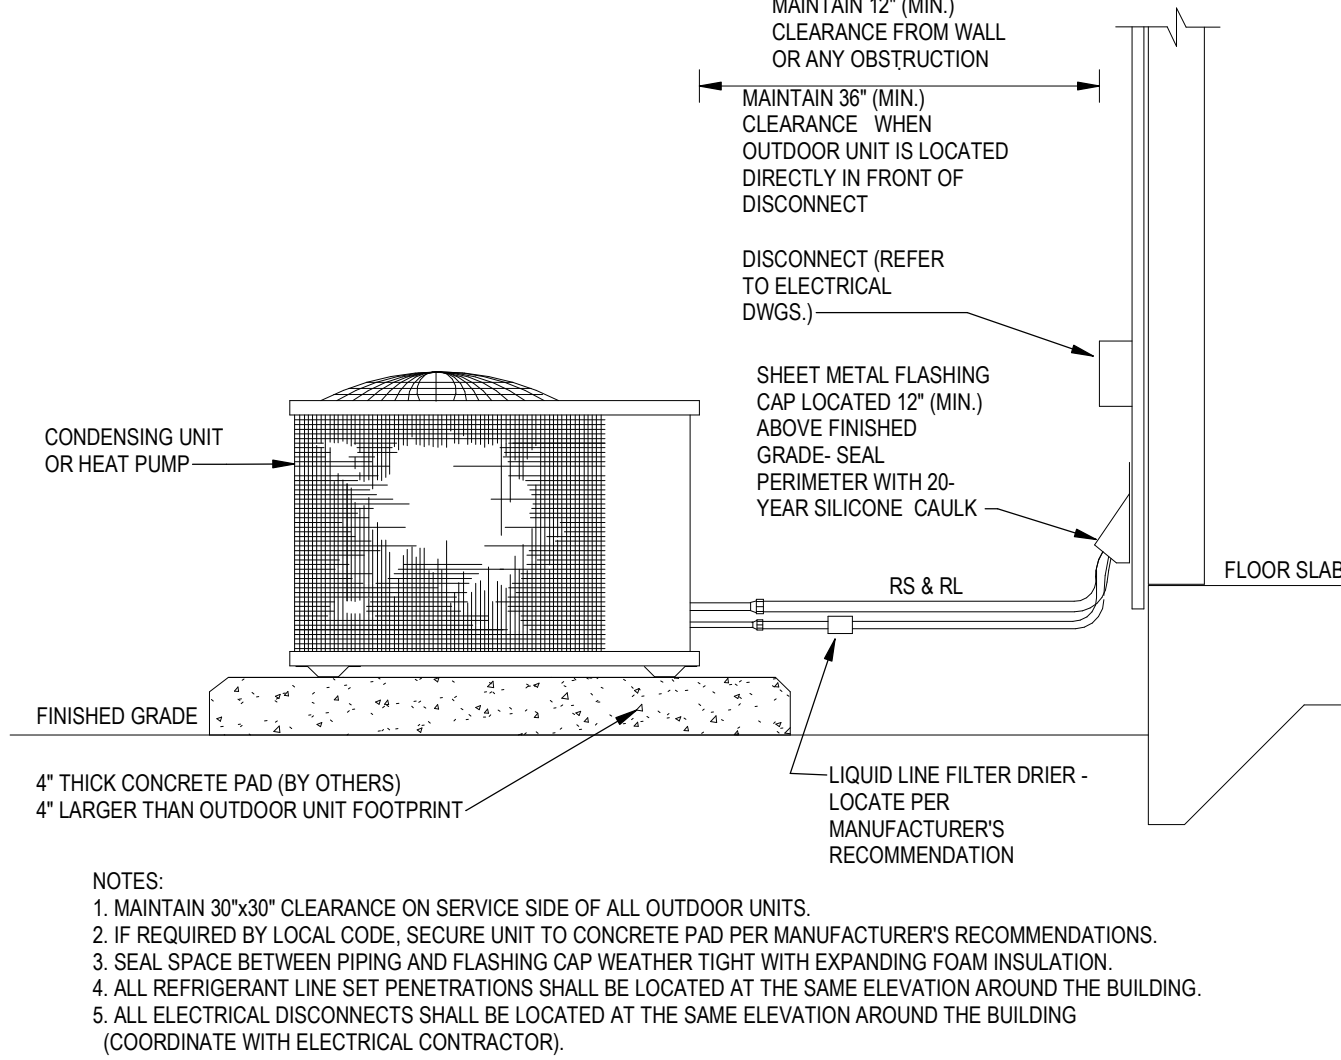 MAINTAIN 12" (MIN.)
CLEARANCE FROM WALL
OR ANY OBSTRUCTION
MAINTAIN 36" (MIN.)
CLEARANCE WHEN
OUTDOOR UNIT IS LOCATED
DIRECTLY IN FRONT OF
DISCONNECT
DISCONNECT (REFER
TO ELECTRICAL
DWGS.)
SHEET METAL FLASHING
CAP LOCATED 12" (MIN.)
ABOVE FINISHED
GRADE- SEAL
PERIMETER WITH 20-
YEAR SILICONE CAULK
CONDENSING UNIT
OR HEAT PUMP
RS & RL
FLOOR SLAB
FINISHED GRADE
4" THICK CONCRETE PAD (BY OTHERS)
4" LARGER THAN OUTDOOR UNIT FOOTPRINT
LIQUID LINE FILTER DRIER -
LOCATE PER
MANUFACTURER'S
RECOMMENDATION
NOTES:
1. MAINTAIN 30"x30" CLEARANCE ON SERVICE SIDE OF ALL OUTDOOR UNITS.
2. IF REQUIRED BY LOCAL CODE, SECURE UNIT TO CONCRETE PAD PER MANUFACTURER'S RECOMMENDATIONS.
3. SEAL SPACE BETWEEN PIPING AND FLASHING CAP WEATHER TIGHT WITH EXPANDING FOAM INSULATION.
4. ALL REFRIGERANT LINE SET PENETRATIONS SHALL BE LOCATED AT THE SAME ELEVATION AROUND THE BUILDING.
5. ALL ELECTRICAL DISCONNECTS SHALL BE LOCATED AT THE SAME ELEVATION AROUND THE BUILDING
(COORDINATE WITH ELECTRICAL CONTRACTOR).